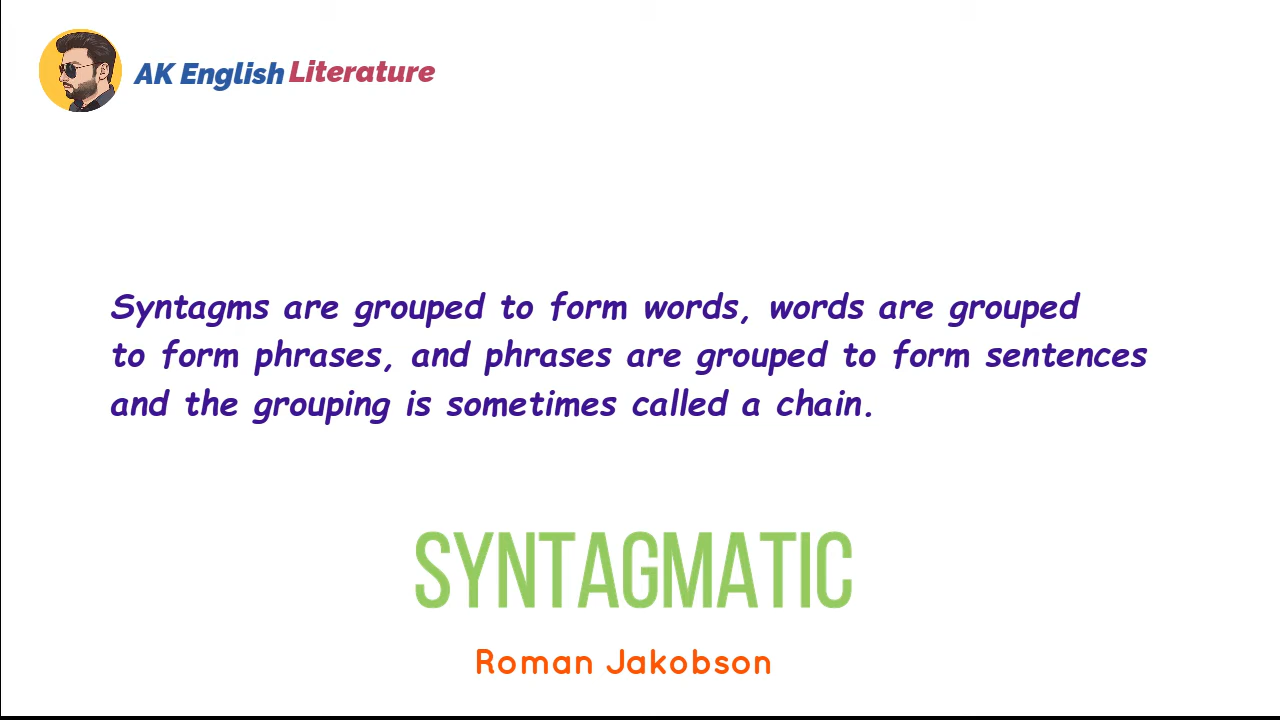 AK English Literature
Syntagms are grouped to form words, words are grouped
to form phrases, and phrases are grouped to form sentences
and the grouping is sometimes called a chain.
SYNTAGMATIC
Roman Jakobson